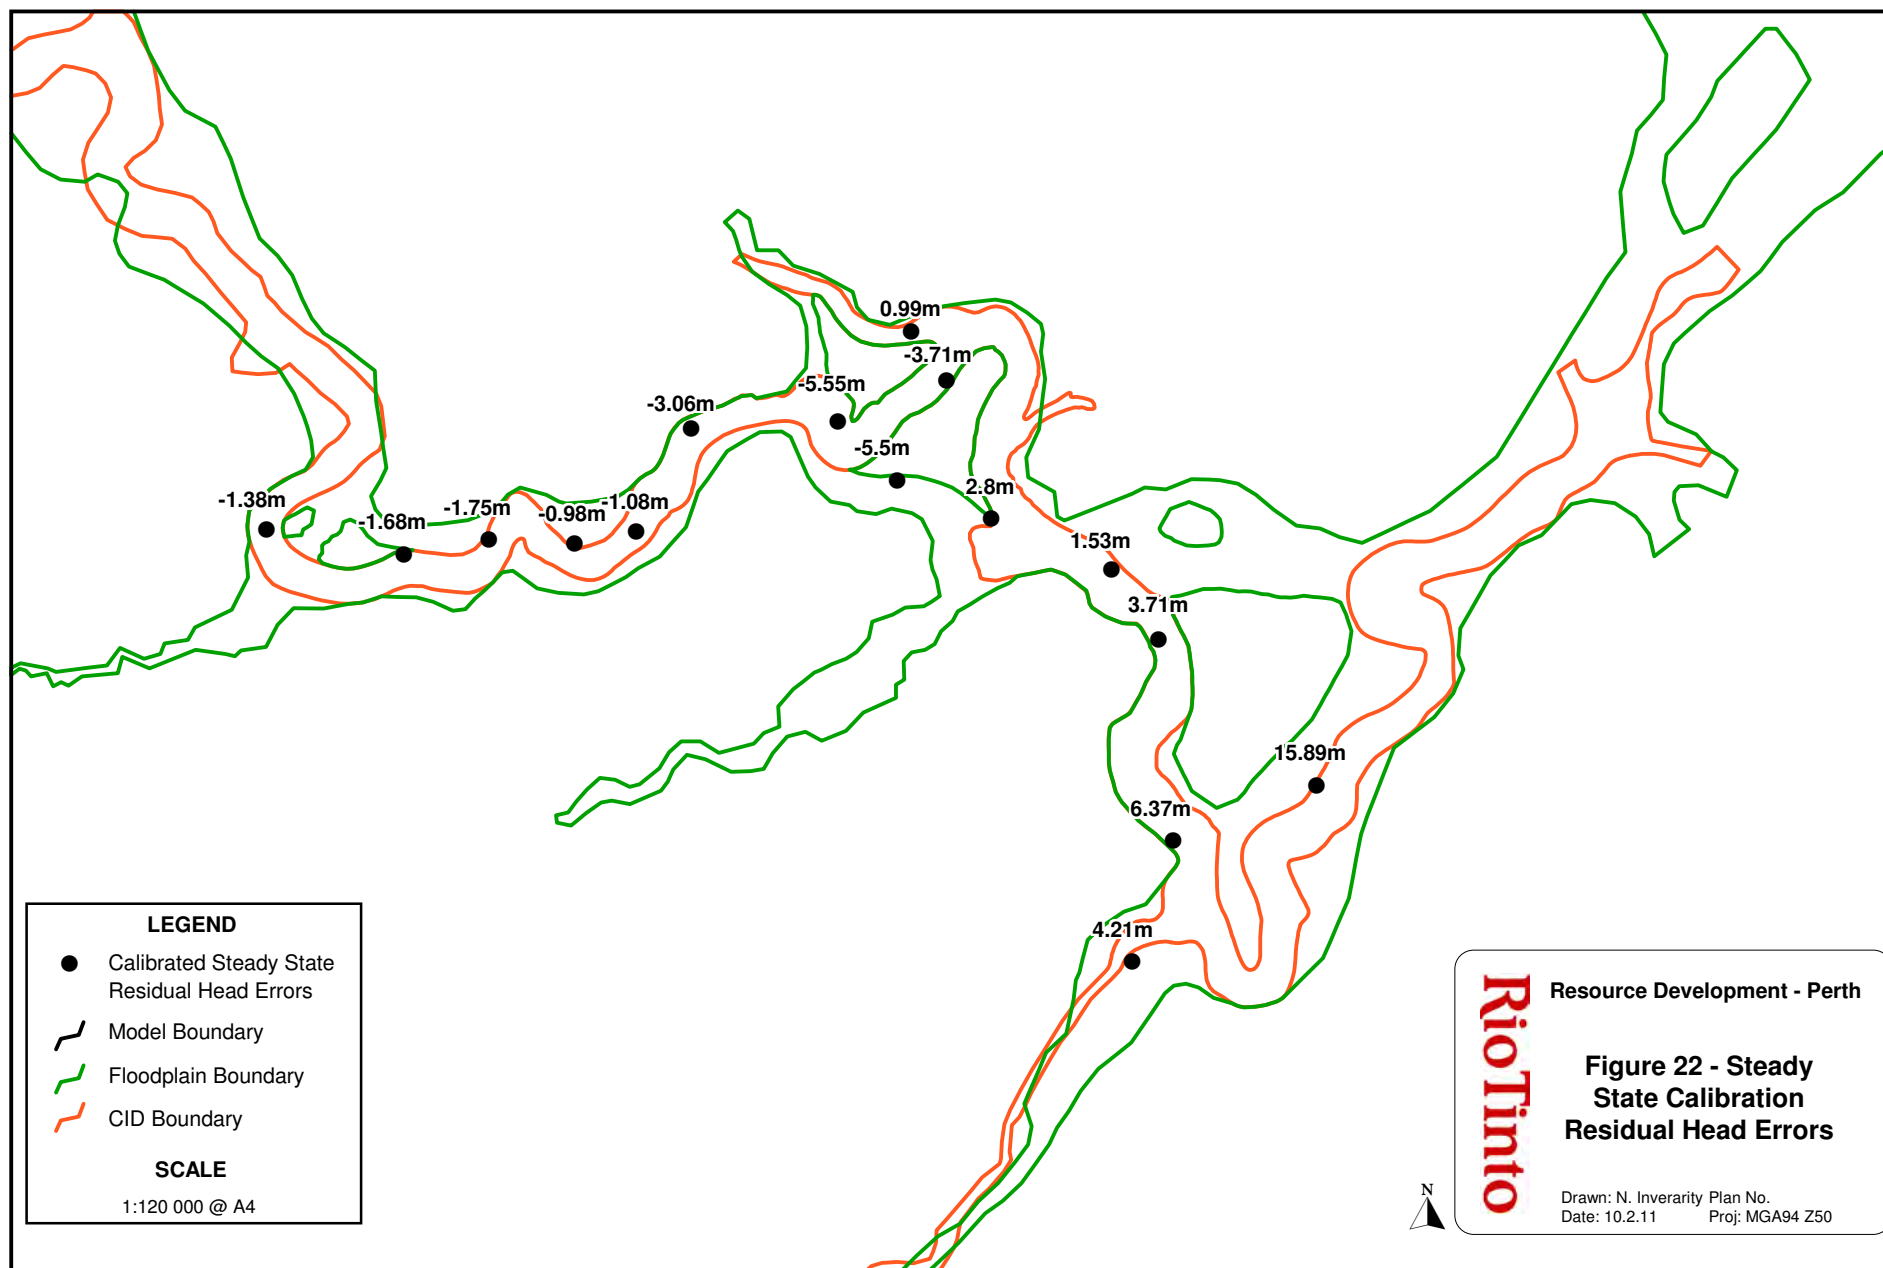 0.99m
-3.71m
-5.55m
-3.06m
-5.5m
2.8m
-1.38m
-1.68m
-1.75m
-0.98m
-1.08m
1.53m
3.71m
15.89m
6.37m
4.21m
LEGEND
Calibrated Steady State
Residual Head Errors
Model Boundary
Floodplain Boundary
CID Boundary
SCALE
1:120 000 @ A4
N
RioTinto
Resource Development - Perth
Figure 22 - Steady
State Calibration
Residual Head Errors
Drawn: N. Inverarity Plan No.
Date: 10.2.11 Proj: MGA94 Z50